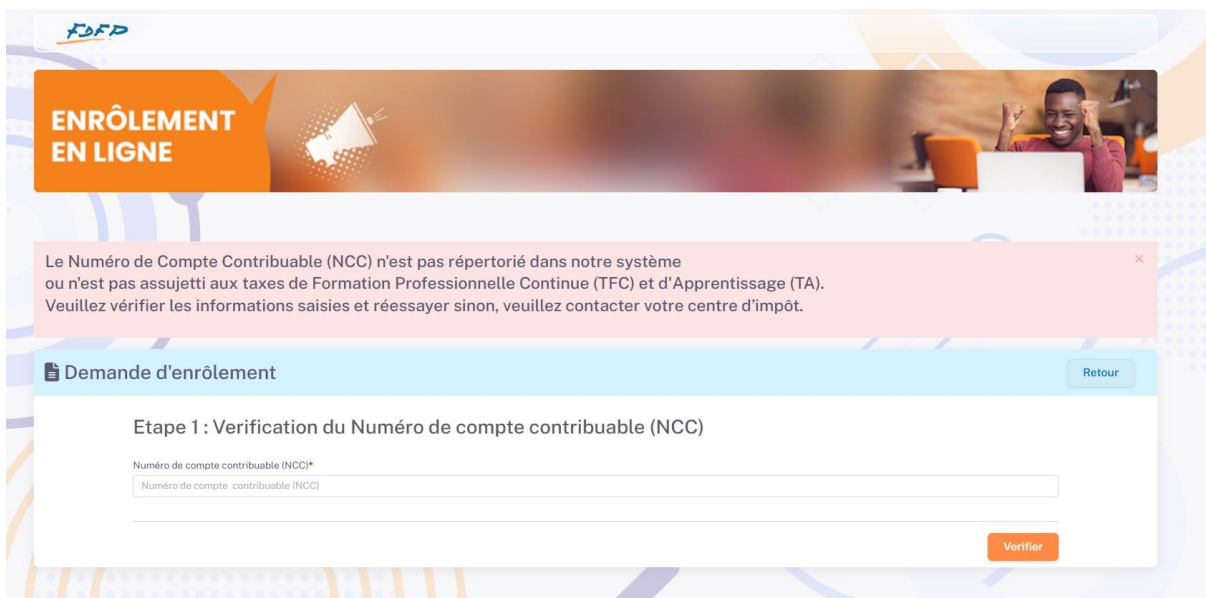 FDFP
ENRÔLEMENT
EN LIGNE
Le Numéro de Compte Contribuable (NCC) n'est pas répertorié dans notre système
ou n'est pas assujetti aux taxes de Formation Professionnelle Continue (TFC) et d'Apprentissage (TA).
Veuillez vérifier les informations saisies et réessayer sinon, veuillez contacter votre centre d’impôt.
Demande d'enrôlement
Retour
Etape 1 : Verification du Numéro de compte contribuable (NCC)
Numéro de compte contribuable (NCC)*
Numéro de compte contribuable (NCC)
Verifier